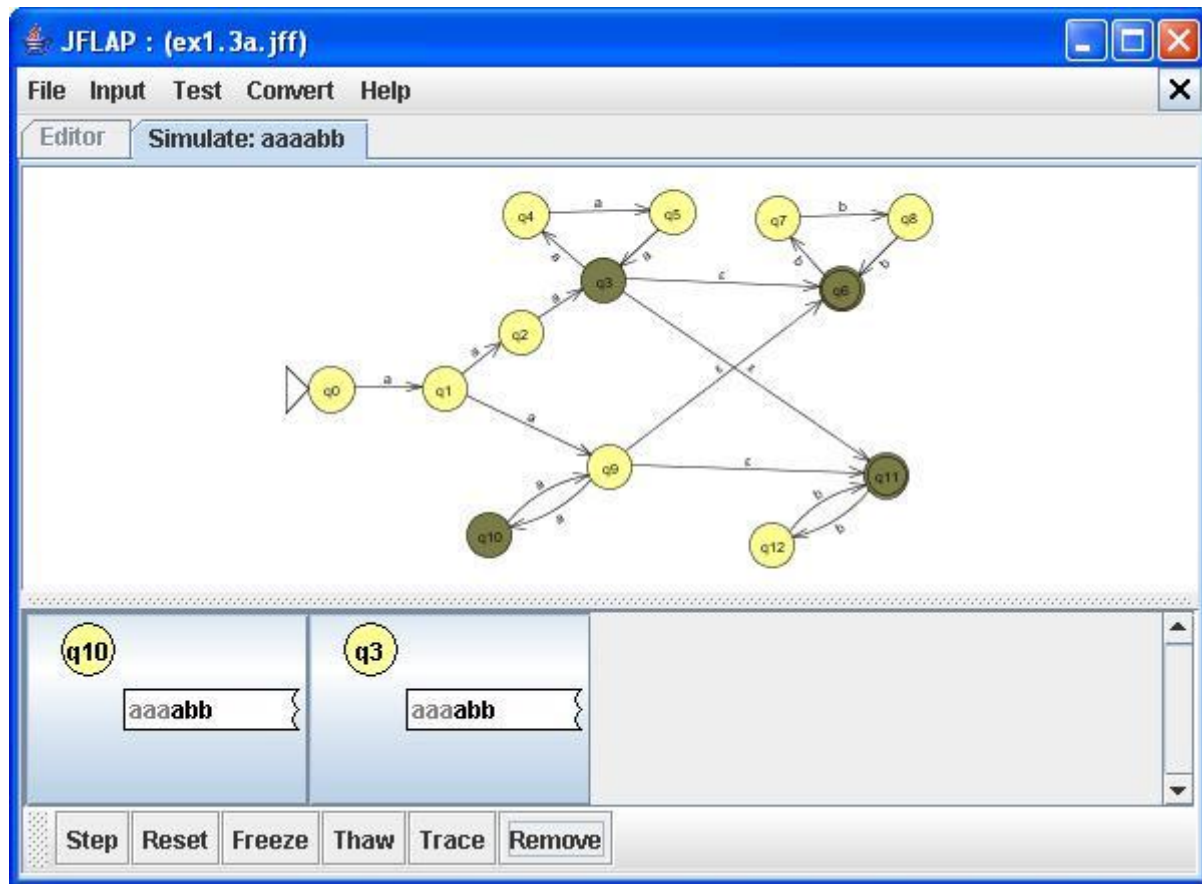 JFLAP : (ex1.3a.jff)
File Input Test Convert Help
Editor Simulate: aaaabb
q4 a q5 q7 b q8
a a b b
q3 ε q6
a
q2
a
q0 a q1 ε ε
a
q9 ε q11
a a b b
q10 q12
q10 q3
aaaabb aaaabb
Step Reset Freeze Thaw Trace Remove